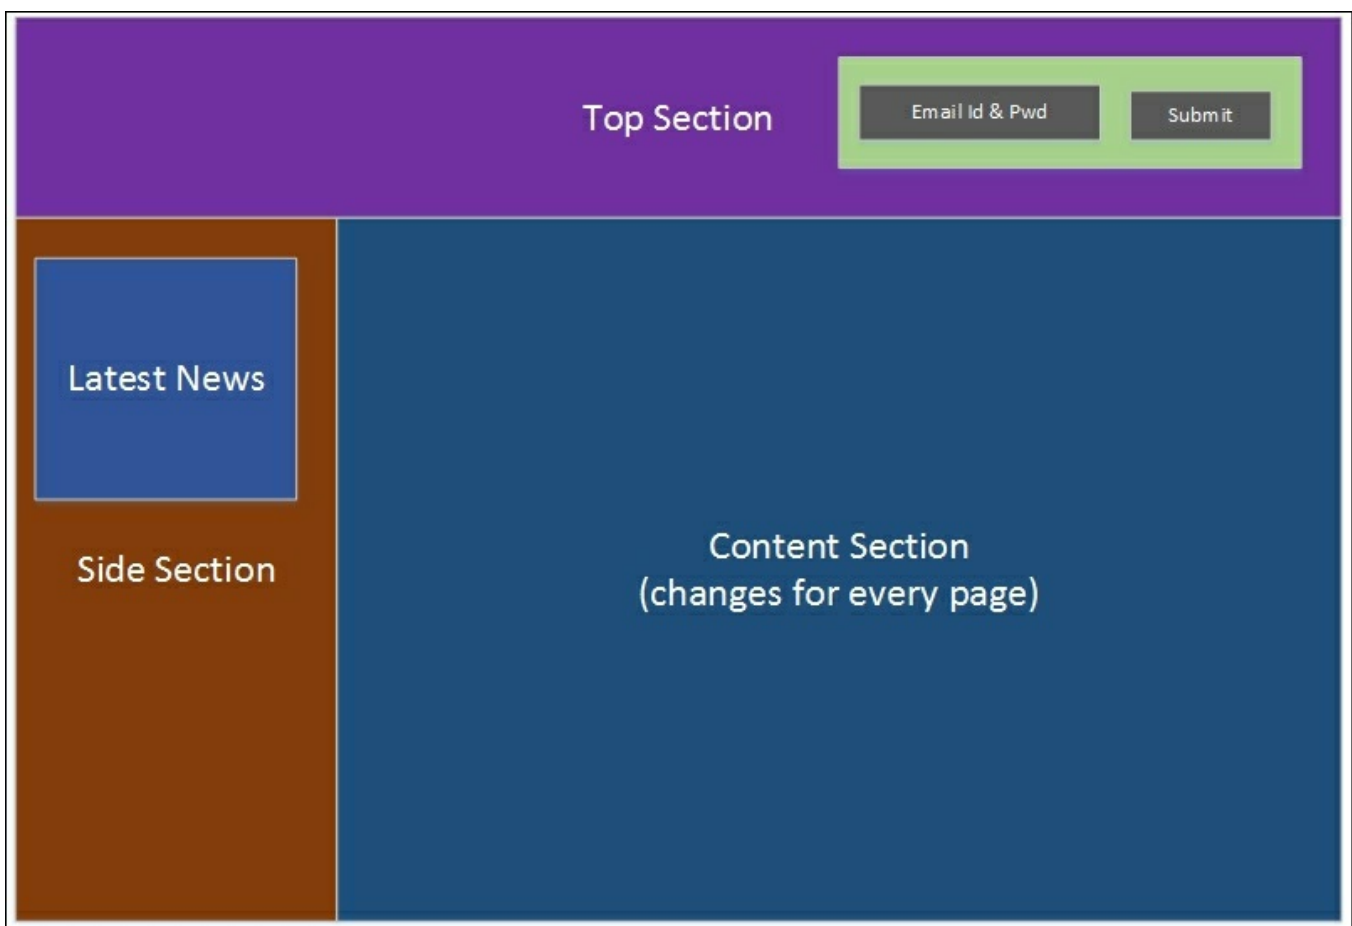 Top Section
Email Id & Pwd
Submit
Latest News
Side Section
Content Section
(changes for every page)